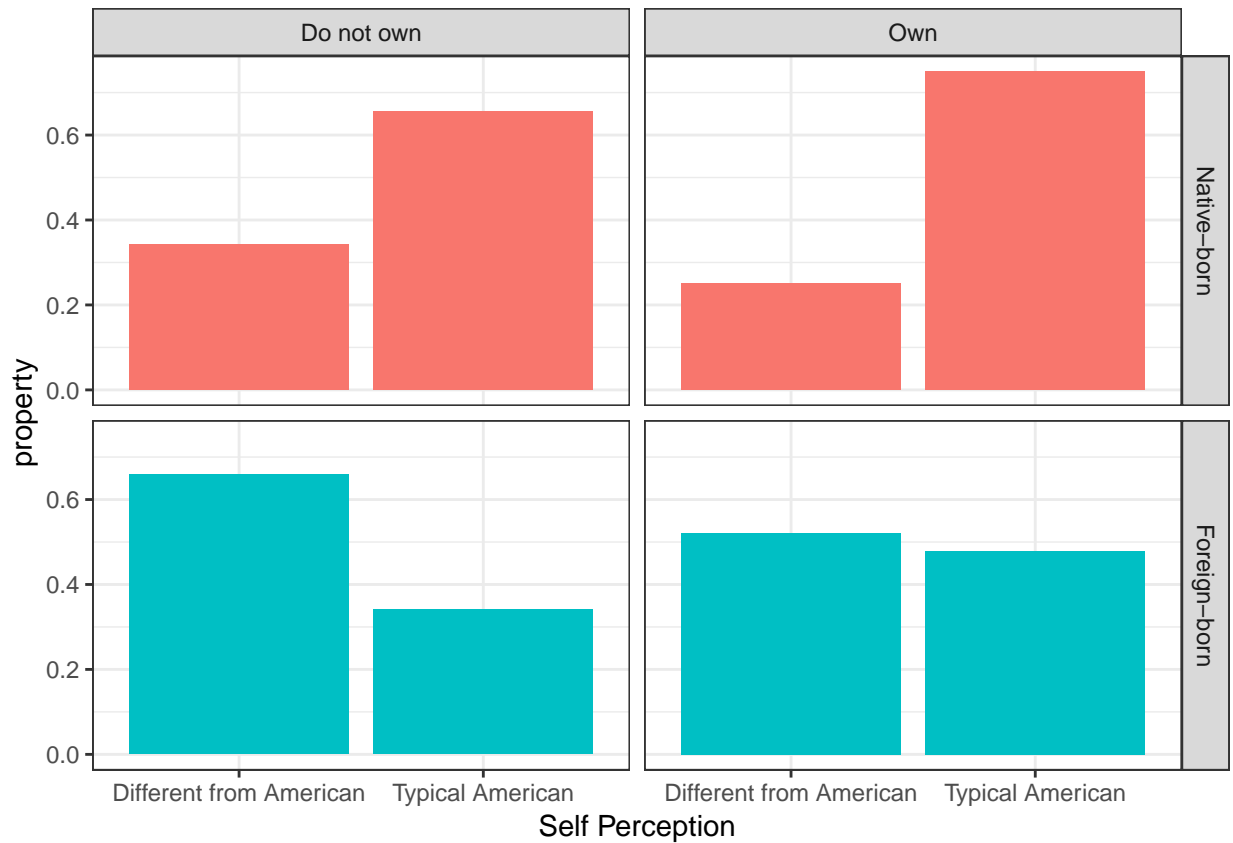 Do not own
Own
0.6
0.4
0.2
0.0
Native−born
property
0.6
0.4
0.2
0.0
Foreign−born
Different from American
Typical American
Different from American
Typical American
Self Perception